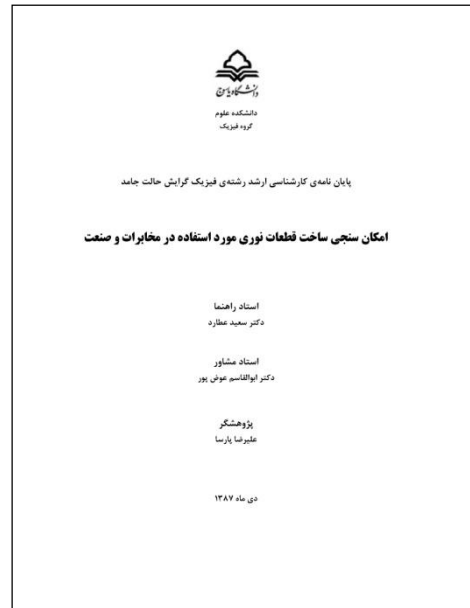 دانشگاه یاسوج
دانشکده علوم
گروه فیزیک
پایان نامه‌ی کارشناسی ارشد رشته‌ی فیزیک گرایش حالت جامد
امکان سنجی ساخت قطعات نوری مورد استفاده در مخابرات و صنعت
استاد راهنما
دکتر سعید عطارد
استاد مشاور
دکتر ابوالقاسم عوض پور
پژوهشگر
علیرضا پارسا
دی ماه ۱۳۸۷